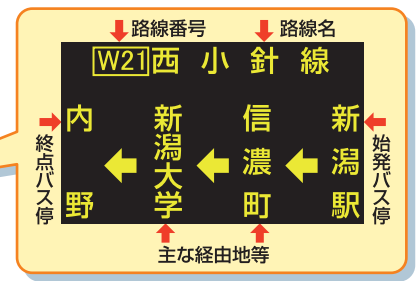 路線番号 路線名
W21 西小針線
始発バス停
新潟駅
信濃町
新潟大学
内野
終点バス停
主な経由地等